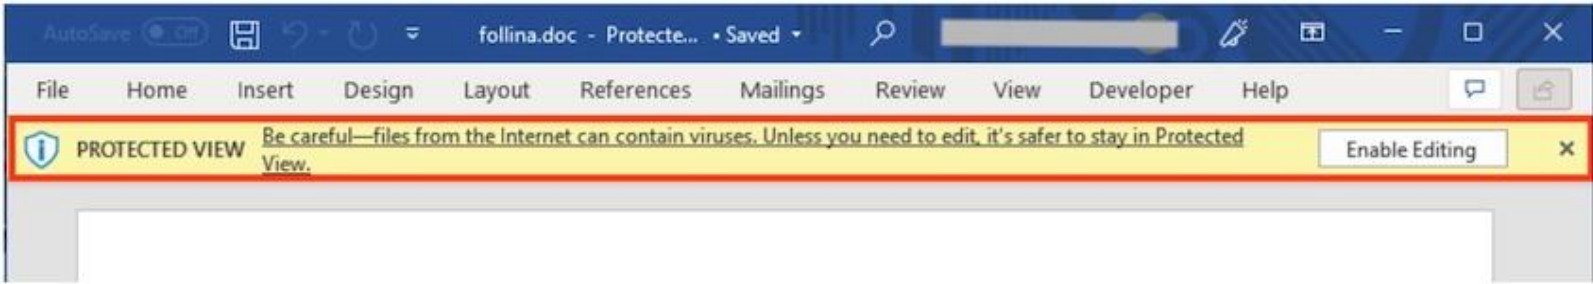 AutoSave Off follina.doc - Protecte... • Saved
File Home Insert Design Layout References Mailings Review View Developer Help
PROTECTED VIEW Be careful—files from the Internet can contain viruses. Unless you need to edit, it's safer to stay in Protected
View.
Enable Editing